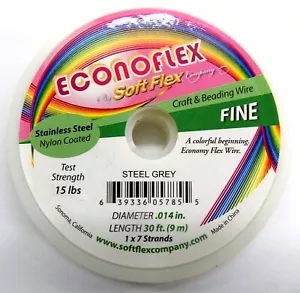 ECONOFLEX
Soft Flex
Company
Craft & Beading Wire
FINE
Stainless Steel
Nylon Coated
A colorful beginning.
Economy Flex Wire.
Test
Strength
15 lbs
STEEL GREY
6 39336 05785 5
DIAMETER .014 in.
LENGTH 30 ft. (9 m)
1 x 7 Strands
Soma, California
Made in China
www.softflexcompany.com